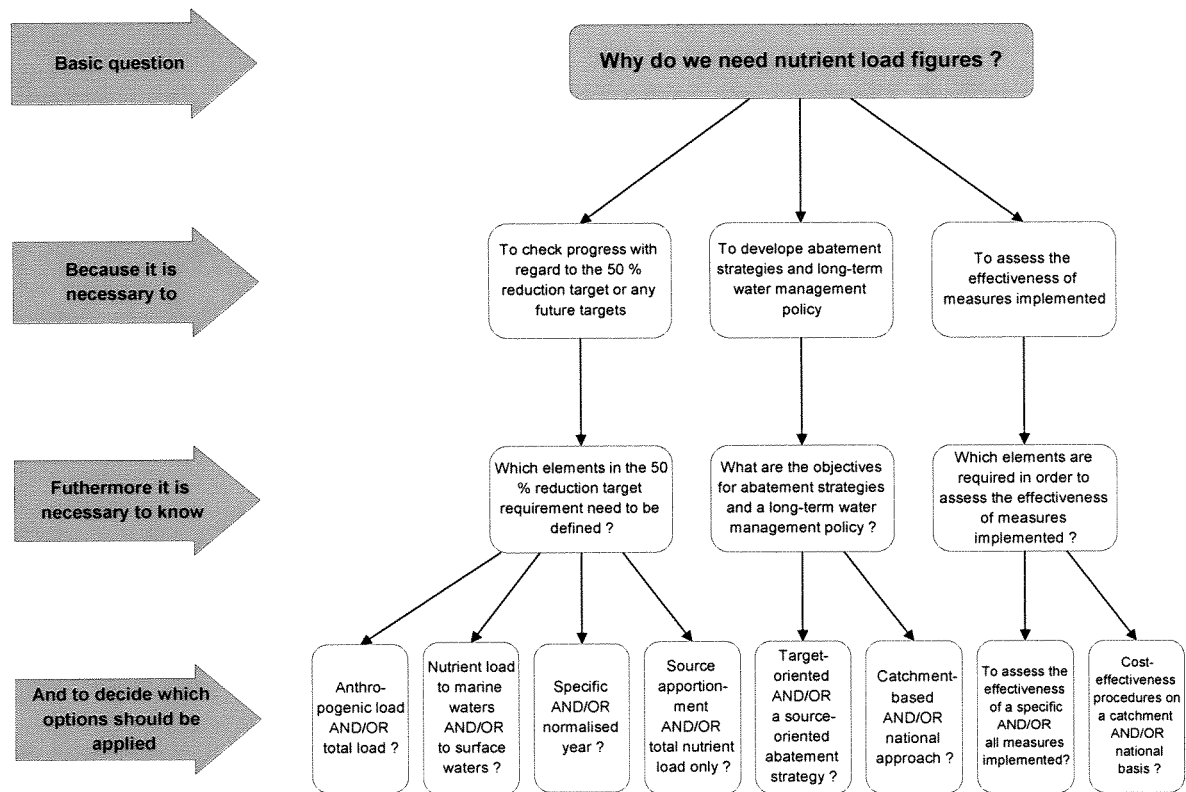 Basic question
Why do we need nutrient load figures ?
Because it is
necessary to
To check progress with
regard to the 50 %
reduction target or any
future targets
To develope abatement
strategies and long-term
water management
policy
To assess the
effectiveness of
measures implemented
Futhermore it is
necessary to know
Which elements in the 50
% reduction target
requirement need to be
defined ?
What are the objectives
for abatement strategies
and a long-term water
management policy ?
Which elements are
required in order to
assess the effectiveness
of measures
implemented ?
And to decide which
options should be
applied
Anthro-
pogenic load
AND/OR
total load ?
Nutrient load
to marine
waters
AND/OR
to surface
waters ?
Specific
AND/OR
normalised
year ?
Source
apportion-
ment
AND/OR
total nutrient
load only ?
Target-
oriented
AND/OR
a source-
oriented
abatement
strategy ?
Catchment-
based
AND/OR
national
approach ?
To assess the
effectiveness
of a specific
AND/OR
all measures
implemented?
Cost-
effectiveness
procedures on
a catchment
AND/OR
national
basis ?